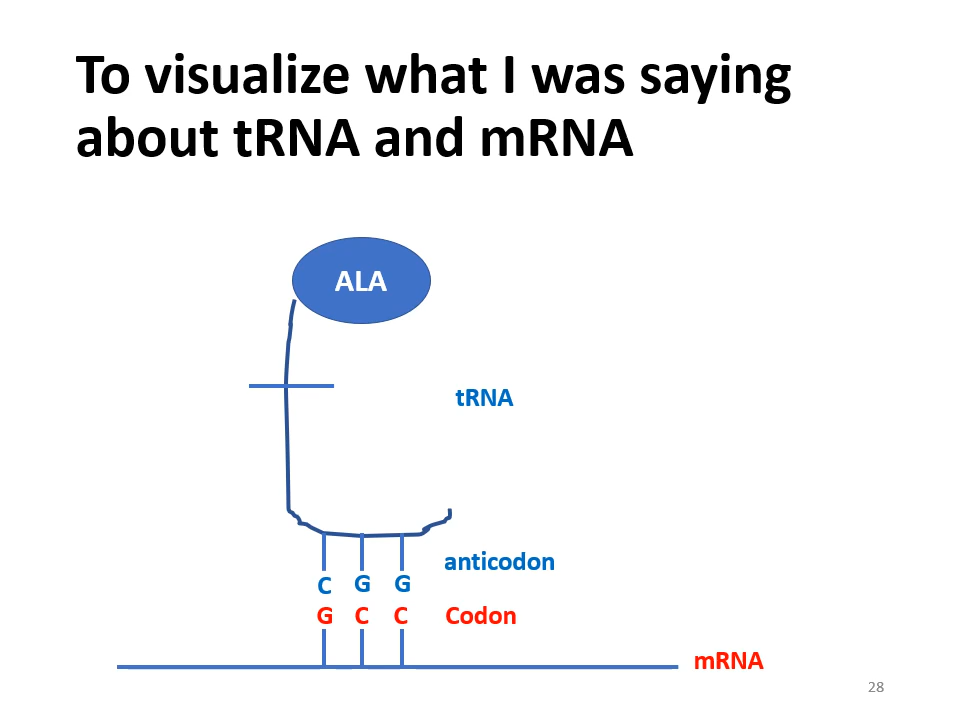 To visualize what I was saying
about tRNA and mRNA
ALA
tRNA
anticodon
C G G
G C C Codon
mRNA
28